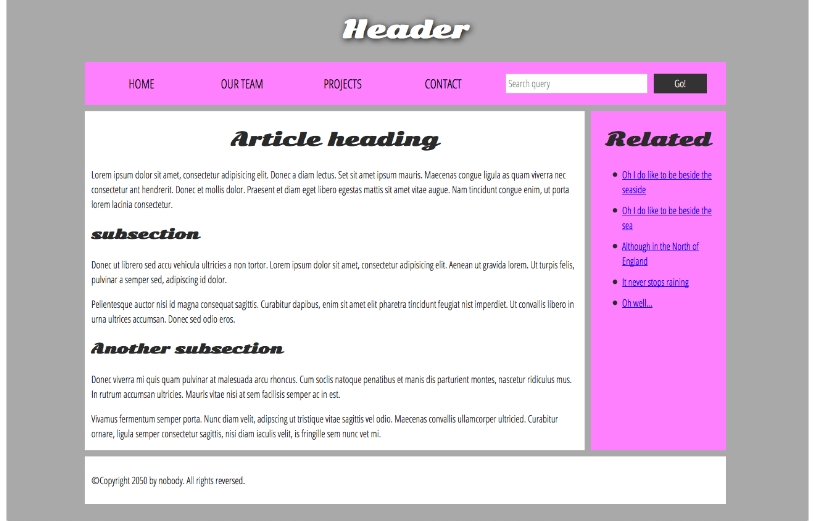 Header
HOME OUR TEAM PROJECTS CONTACT Search query Go!
Article heading
Lorem ipsum dolor sit amet, consectetur adipisicing elit. Donec a diam lectus. Set sit amet ipsum mauris. Maecenas congue ligula as quam viverra nec
consectetur ant hendrerit. Donec et mollis dolor. Praesent et diam eget libero egestas mattis sit amet vitae augue. Nam tincidunt congue enim, ut porta
lorem lacinia consectetur.
subsection
Donec ut librero sed accu vehicula ultricies a non tortor. Lorem ipsum dolor sit amet, consectetur adipisicing elit. Aenean ut gravida lorem. Ut turpis felis,
pulvinar a semper sed, adipiscing id dolor.
Pelientesque auctor nisi id magna consequat sagittis. Curabitur dapibus, enim sit amet elit pharetra tincidunt feugiat nist imperdiet. Ut convallis libero in
urna ultrices accumsan. Donec sed odio eros.
Another subsection
Donec viverra mi quis quam pulvinar at malesuada arcu rhoncus. Cum soclis natoque penatibus et manis dis parturient montes, nascetur ridiculus mus.
In rutrum accumsan ultricies. Mauris vitae nisi at sem facilisis semper ac in est.
Vivamus fermentum semper porta. Nunc diam velit, adipscing ut tristique vitae sagittis vel odio. Maecenas convallis ullamcorper ultricied. Curabitur
ornare, ligula semper consectetur sagittis, nisi diam iaculis velit, is fringille sem nunc vet mi.
Related
Oh I do like to be beside the
seaside
Oh I do like to be beside the
sea
Although in the North of
England
It never stops raining
Oh well...
©Copyright 2050 by nobody. All rights reversed.